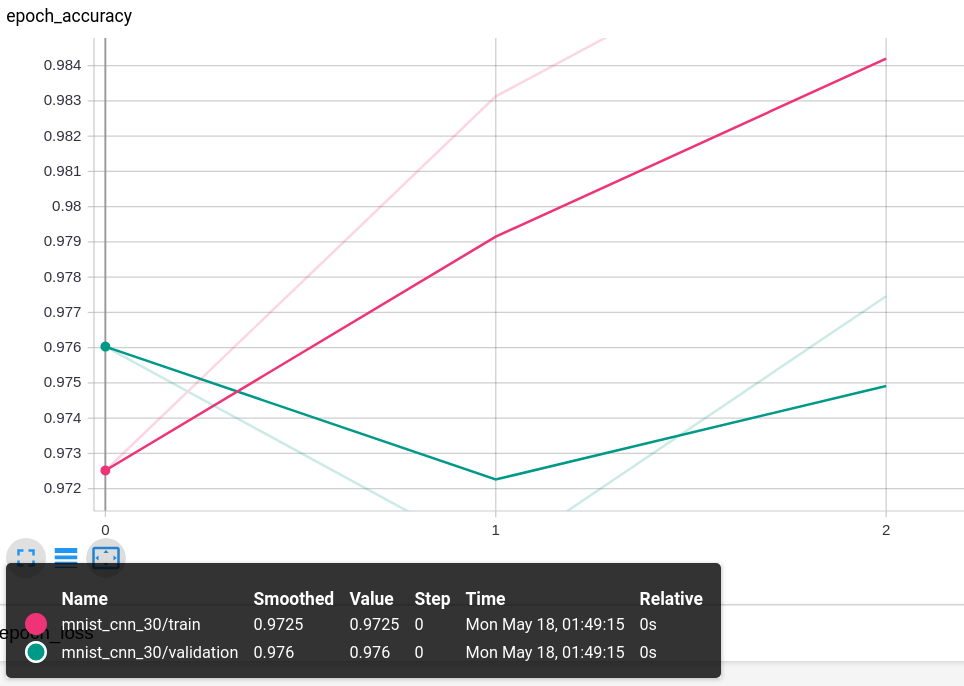 epoch_accuracy
0.984
0.983
0.982
0.981
0.98
0.979
0.978
0.977
0.976
0.975
0.974
0.973
0.972
0 1 2
Name Smoothed Value Step Time Relative
mnist_cnn_30/train 0.9725 0.9725 0 Mon May 18, 01:49:15 0s
epoch_loss
mnist_cnn_30/validation 0.976 0.976 0 Mon May 18, 01:49:15 0s